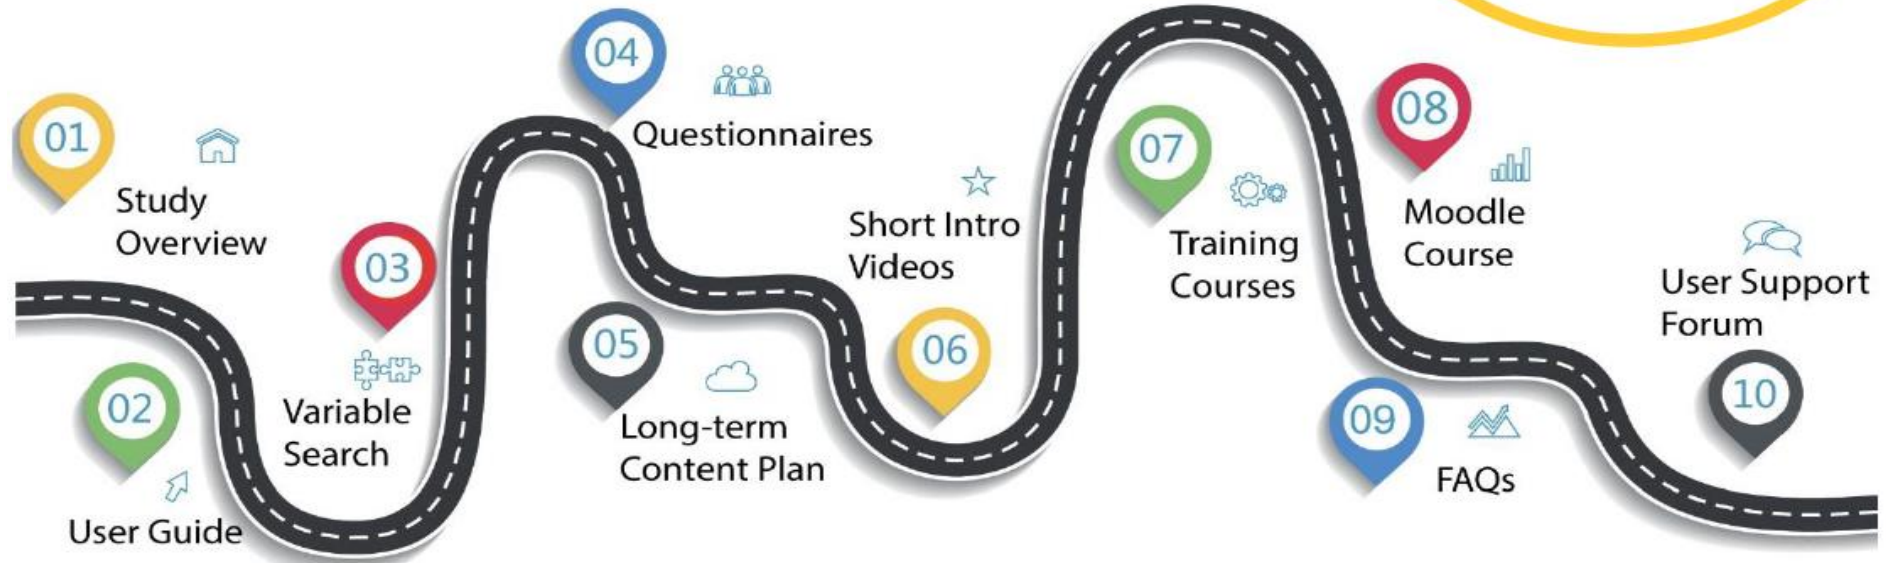 01
Study
Overview
02
User Guide
03
Variable
Search
04
Questionnaires
05
Long-term
Content Plan
06
Short Intro
Videos
07
Training
Courses
08
Moodle
Course
09
FAQs
10
User Support
Forum